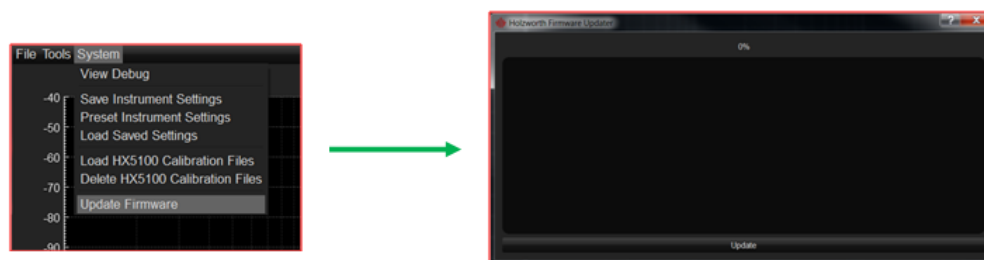 File Tools System
View Debug
Save Instrument Settings
Preset Instrument Settings
Load Saved Settings
Load HX5100 Calibration Files
Delete HX5100 Calibration Files
Update Firmware
-40
-50
-60
-70
-80
-90
Holzworth Firmware Updater
? X
0%
Update